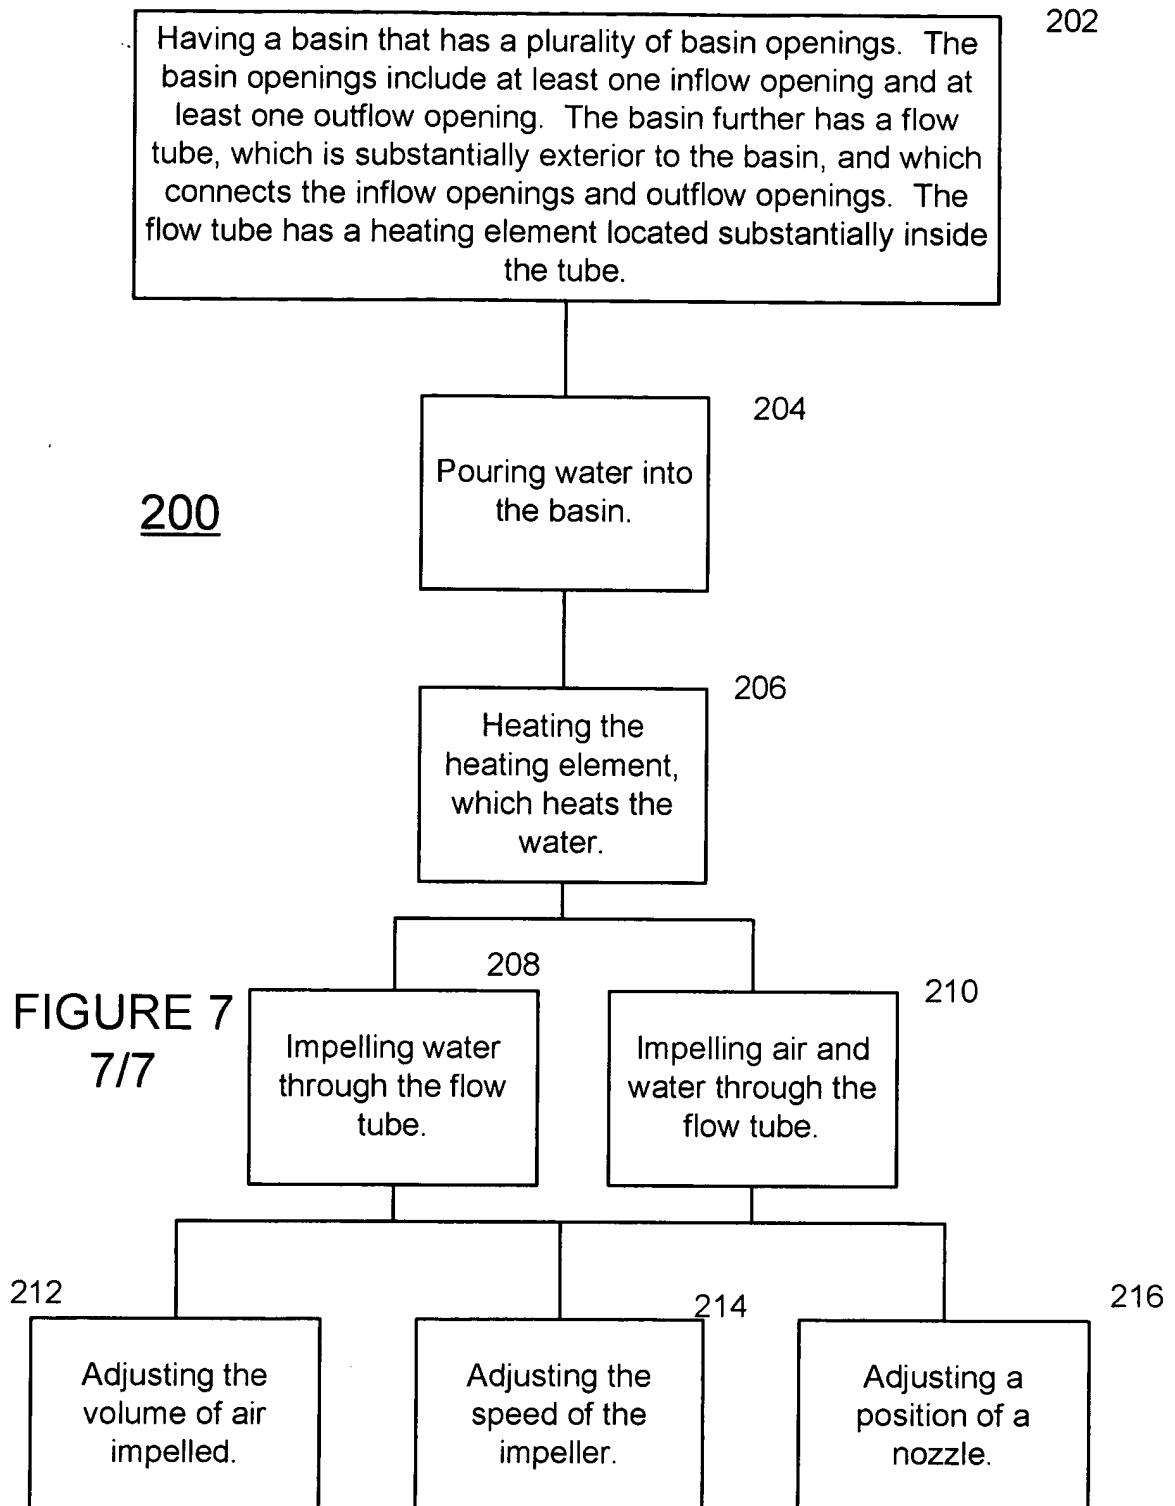 202
Having a basin that has a plurality of basin openings. The
basin openings include at least one inflow opening and at
least one outflow opening. The basin further has a flow
tube, which is substantially exterior to the basin, and which
connects the inflow openings and outflow openings. The
flow tube has a heating element located substantially inside
the tube.
204
Pouring water into
the basin.
200
206
Heating the
heating element,
which heats the
water.
208
Impelling water
through the flow
tube.
210
Impelling air and
water through the
flow tube.
FIGURE 7
7/7
212
Adjusting the
volume of air
impelled.
214
Adjusting the
speed of the
impeller.
216
Adjusting a
position of a
nozzle.